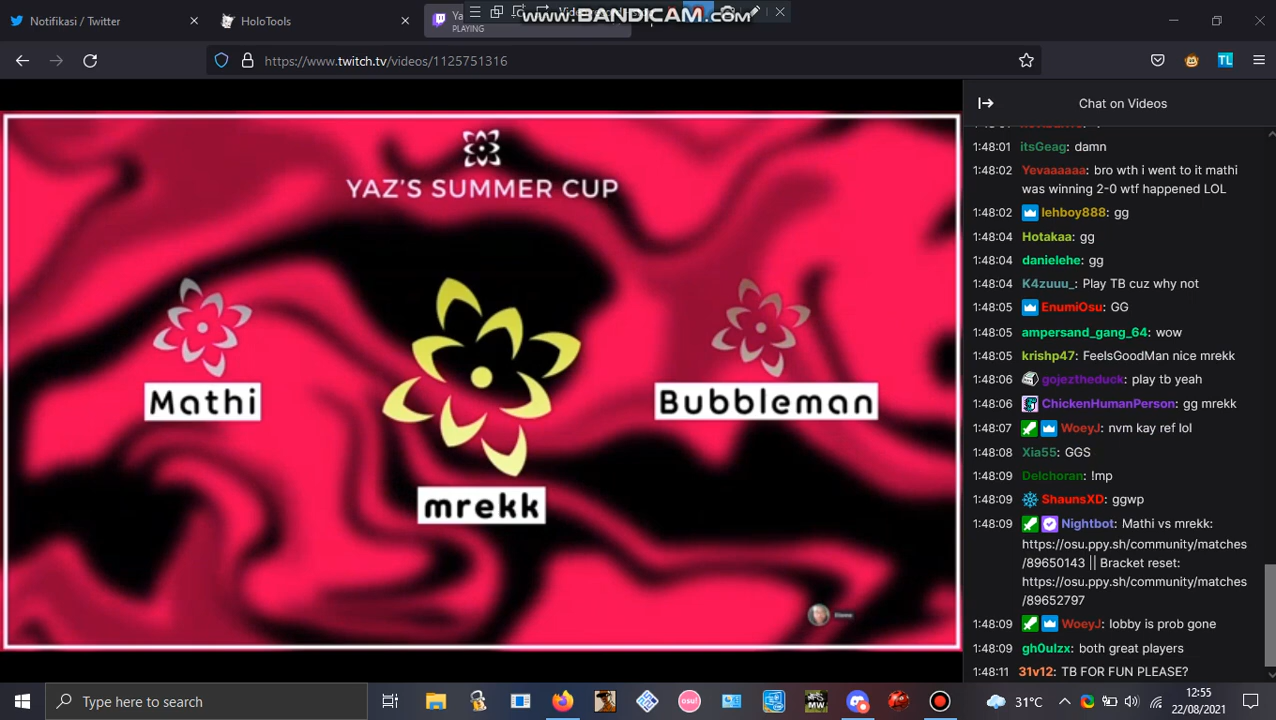 Notifikasi / Twitter
HoloTools
Ya
PLAYING
www.BANDICAM.com
https://www.twitch.tv/videos/1125751316
TL
YAZ'S SUMMER CUP
Mathi
mrekk
Bubbleman
Chat on Videos
1:48:01 itsGeag: damn
1:48:02 Yevaaaaaa: bro wth i went to it mathi
was winning 2-0 wtf happened LOL
1:48:02 lehboy888: gg
1:48:04 Hotakaa: gg
1:48:04 danielehe: gg
1:48:04 K4zuuu_: Play TB cuz why not
1:48:05 EnumiOsu: GG
1:48:05 ampersand_gang_64: wow
1:48:05 krishp47: FeelsGoodMan nice mrekk
1:48:06 gojeztheduck: play tb yeah
1:48:06 ChickenHumanPerson: gg mrekk
1:48:07 WoeyJ: nvm kay ref lol
1:48:08 Xia55: GGS
1:48:09 Delchoran: !mp
1:48:09 ShaunsXD: ggwp
1:48:09 Nightbot: Mathi vs mrekk:
https://osu.ppy.sh/community/matches
/89650143 || Bracket reset:
https://osu.ppy.sh/community/matches
/89652797
1:48:09 WoeyJ: lobby is prob gone
1:48:09 gh0ulzx: both great players
1:48:11 31v12: TB FOR FUN PLEASE?
Type here to search
osu!
MW
31°C
12:55
22/08/2021